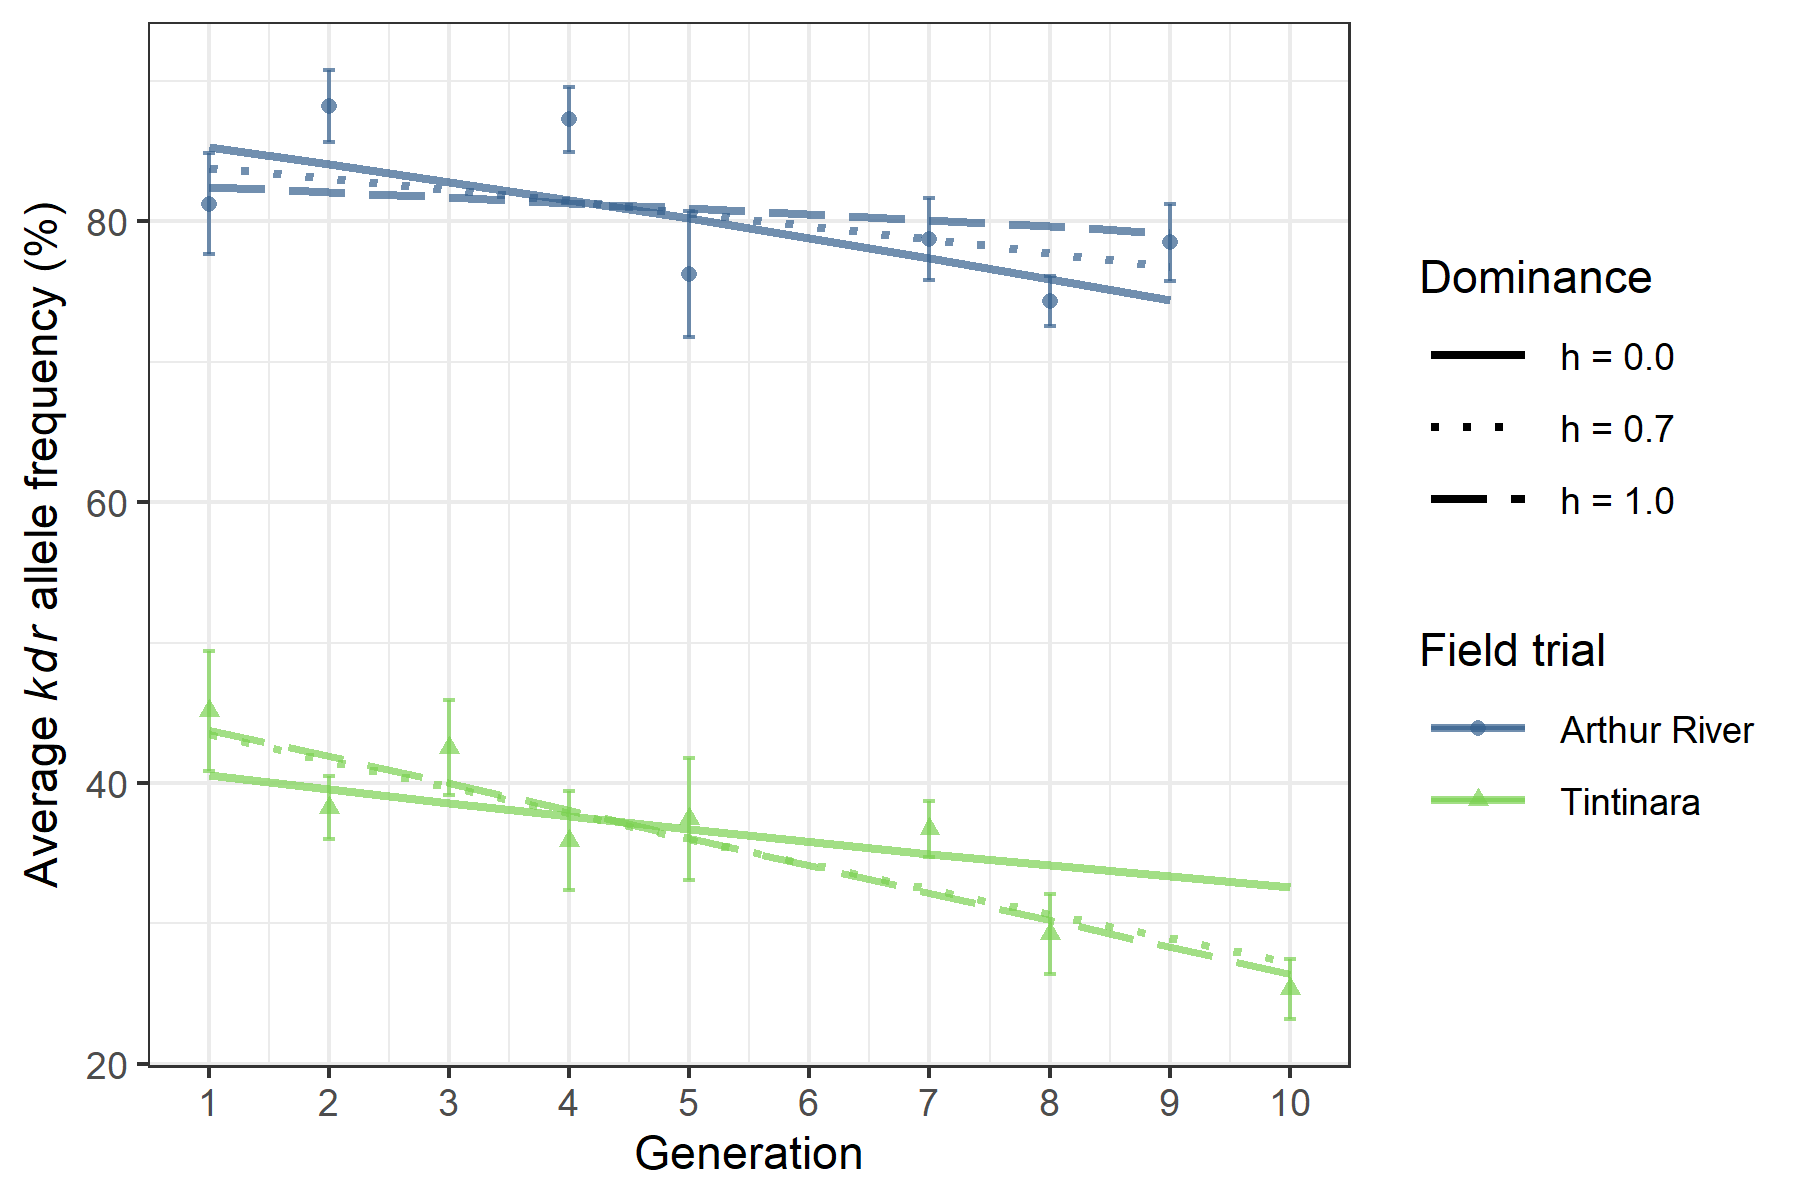 Average kdr allele frequency (%)
80
60
40
20
1 2 3 4 5 6 7 8 9 10
Generation
Dominance
h = 0.0
h = 0.7
h = 1.0
Field trial
Arthur River
Tintinara